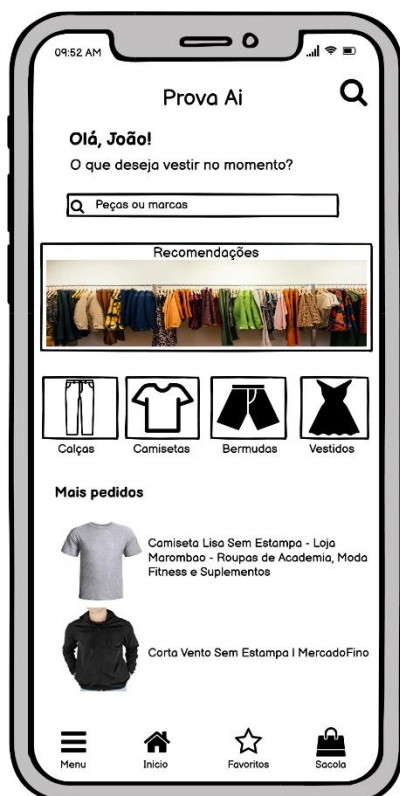 09:52 AM
Prova Ai
Olá, João!
O que deseja vestir no momento?
Peças ou marcas
Recomendações
Calças
Camisetas
Bermudas
Vestidos
Mais pedidos
Camiseta Lisa Sem Estampa - Loja
Marombao - Roupas de Academia, Moda
Fitness e Suplementos
Corta Vento Sem Estampa | MercadoFino
Menu
Inicio
Favoritos
Sacola